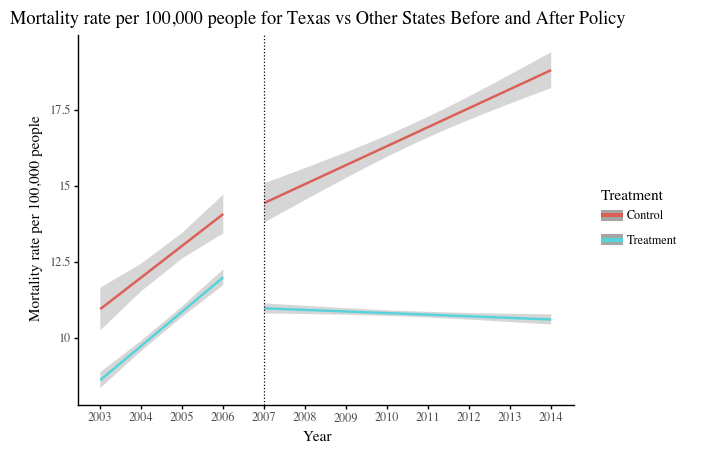 Mortality rate per 100,000 people for Texas vs Other States Before and After Policy
Mortality rate per 100,000 people
17.5
15
12.5
10
2003 2004 2005 2006 2007 2008 2009 2010 2011 2012 2013 2014
Year
Treatment
Control
Treatment